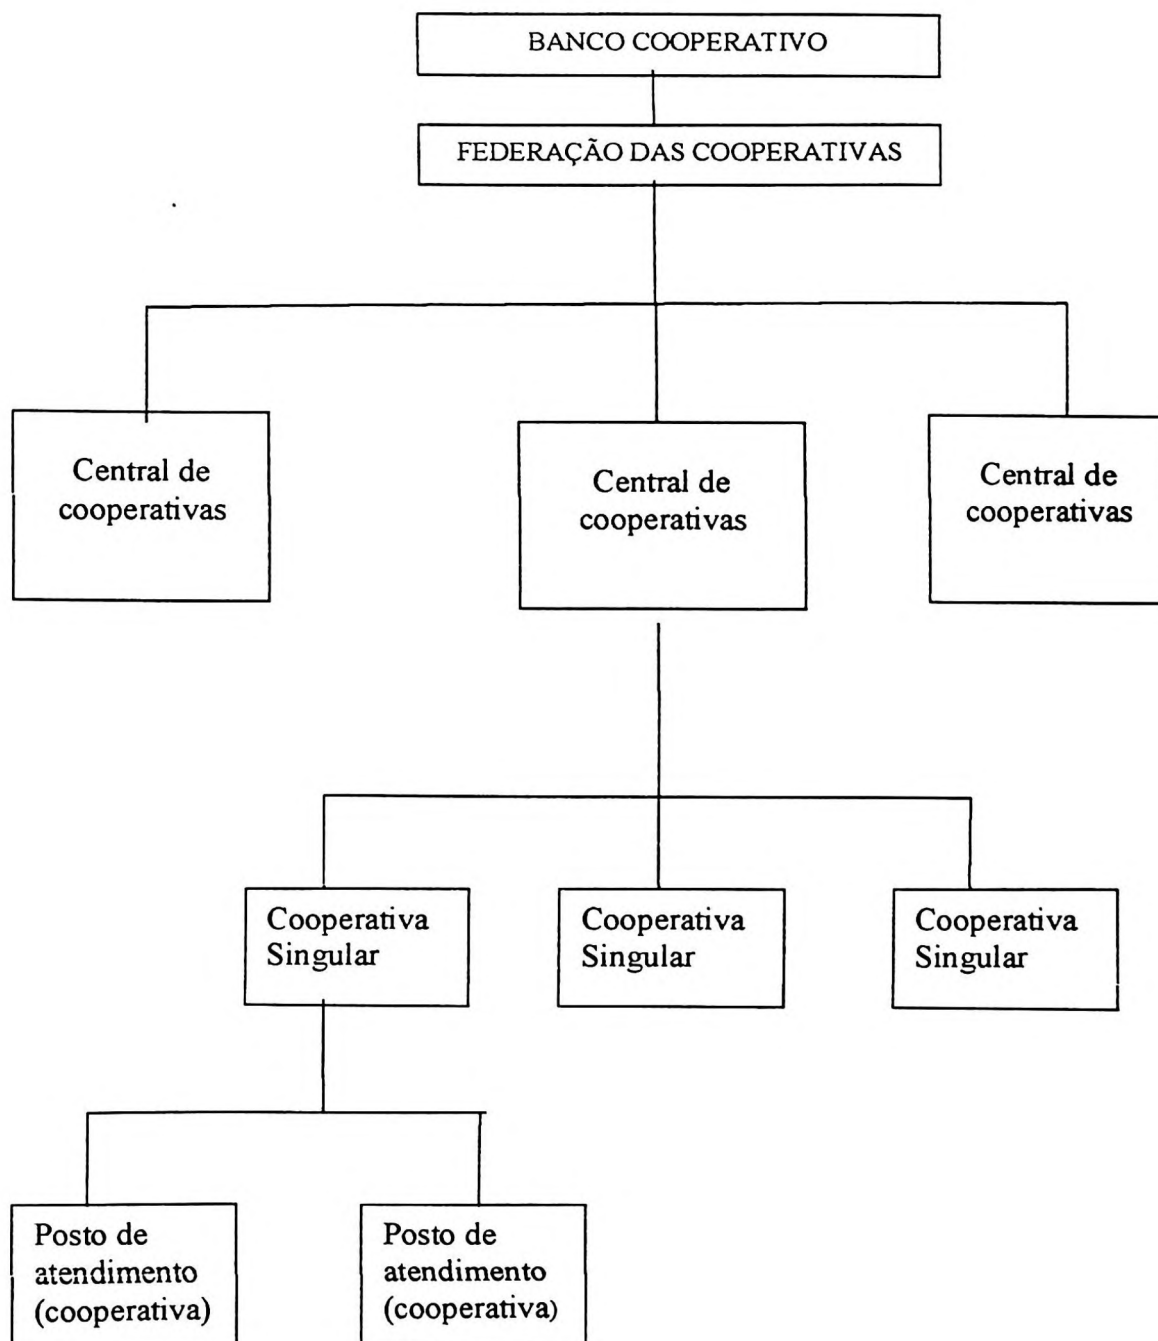 BANCO COOPERATIVO
FEDERAÇÃO DAS COOPERATIVAS
Central de
cooperativas
Central de
cooperativas
Central de
cooperativas
Cooperativa
Singular
Cooperativa
Singular
Cooperativa
Singular
Posto de
atendimento
(cooperativa)
Posto de
atendimento
(cooperativa)